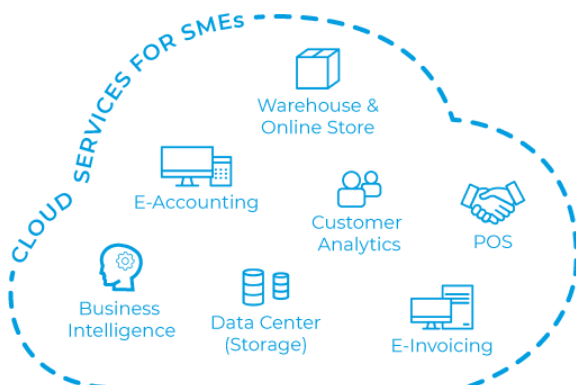 CLOUD SERVICES FOR SMEs
Warehouse &
Online Store
E-Accounting
Customer
Analytics
POS
Business
Intelligence
Data Center
(Storage)
E-Invoicing